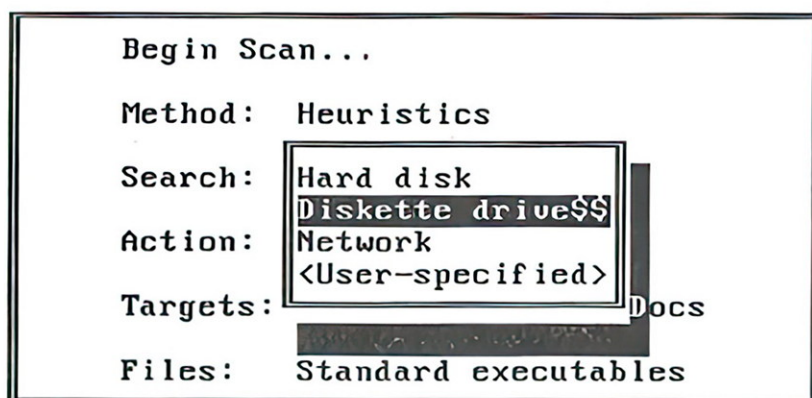 Begin Scan...
Method: Heuristics
Search: Hard disk
Diskette drive$$
Action: Network
<User-specified>
Targets: Docs
Files: Standard executables